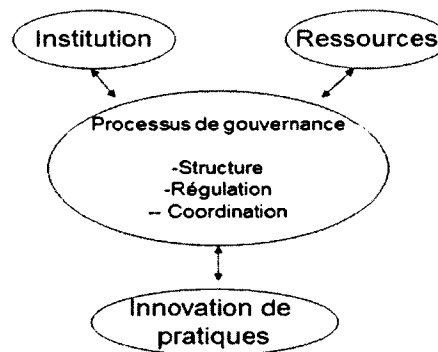 Institution
Ressources
Processus de gouvernance
-Structure
-Régulation
-- Coordination
Innovation de
pratiques